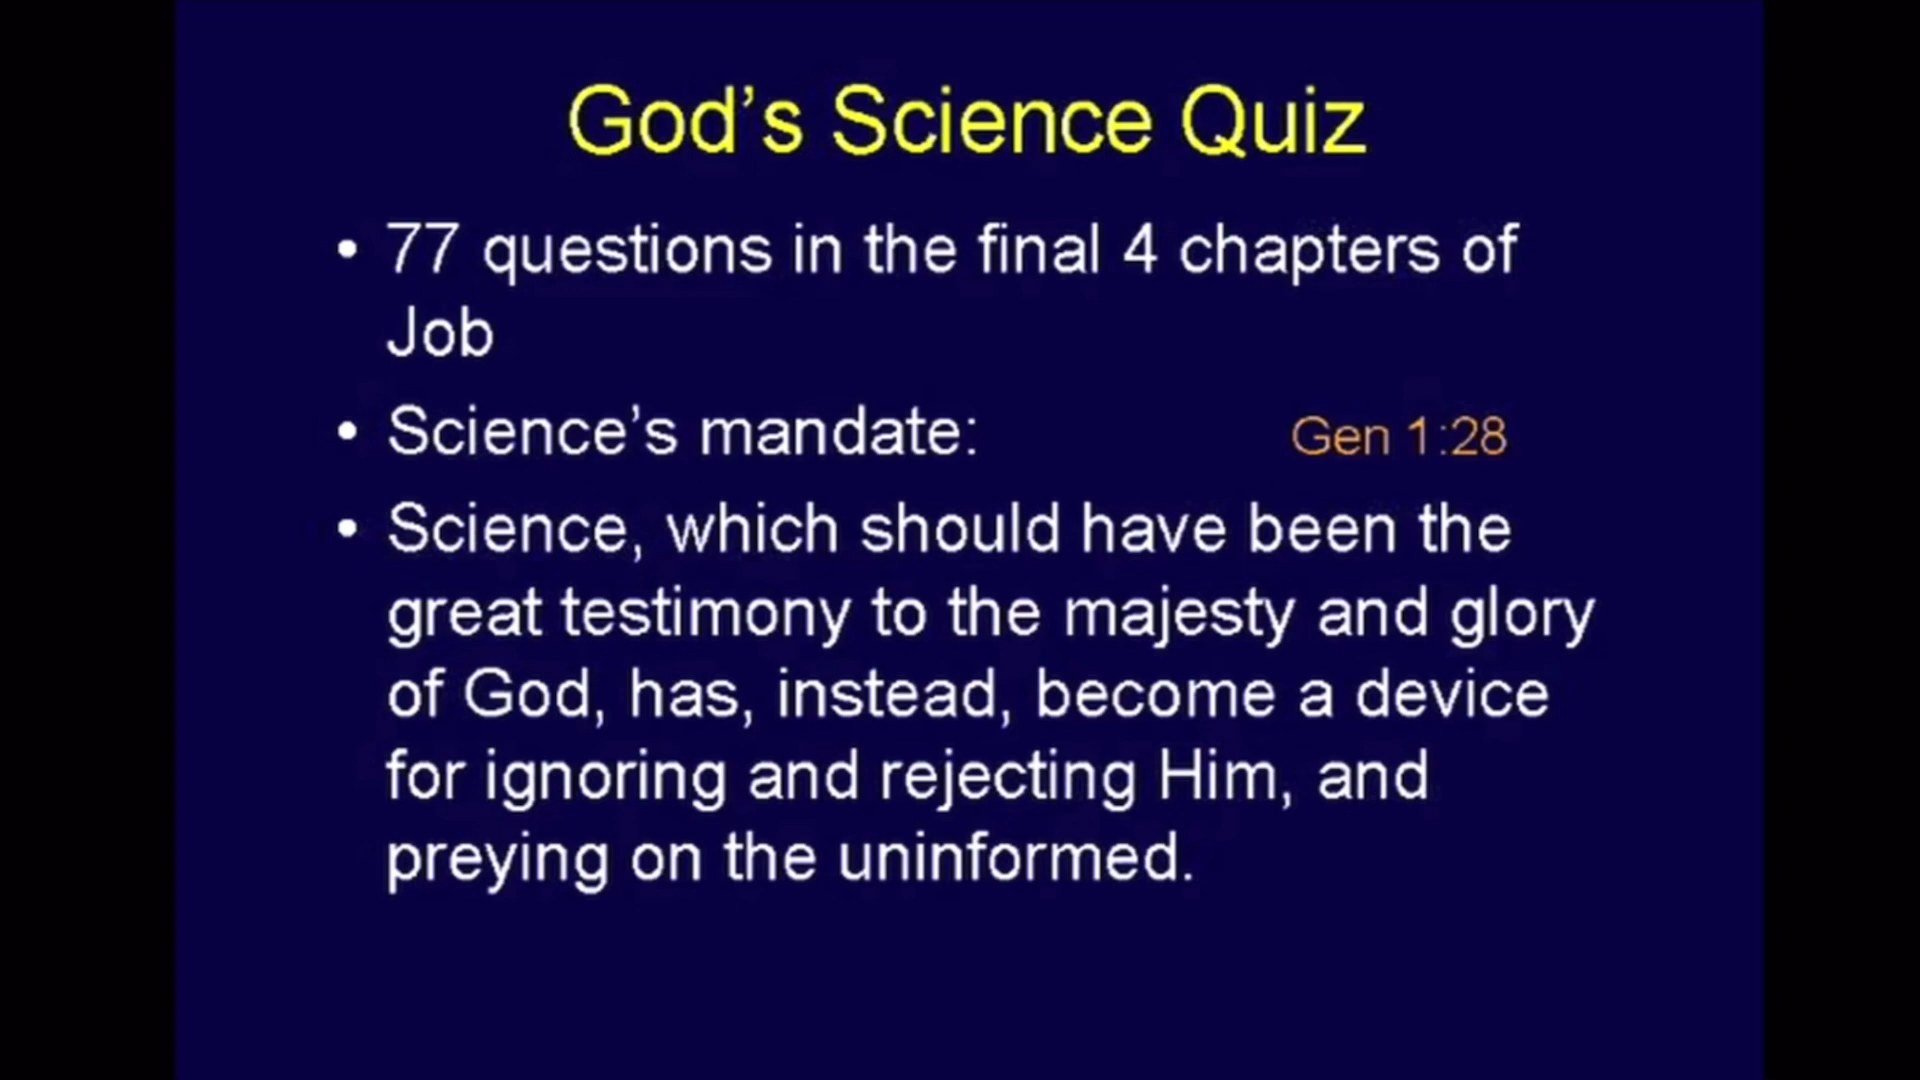 God's Science Quiz
• 77 questions in the final 4 chapters of
Job
• Science's mandate: Gen 1:28
• Science, which should have been the
great testimony to the majesty and glory
of God, has, instead, become a device
for ignoring and rejecting Him, and
preying on the uninformed.